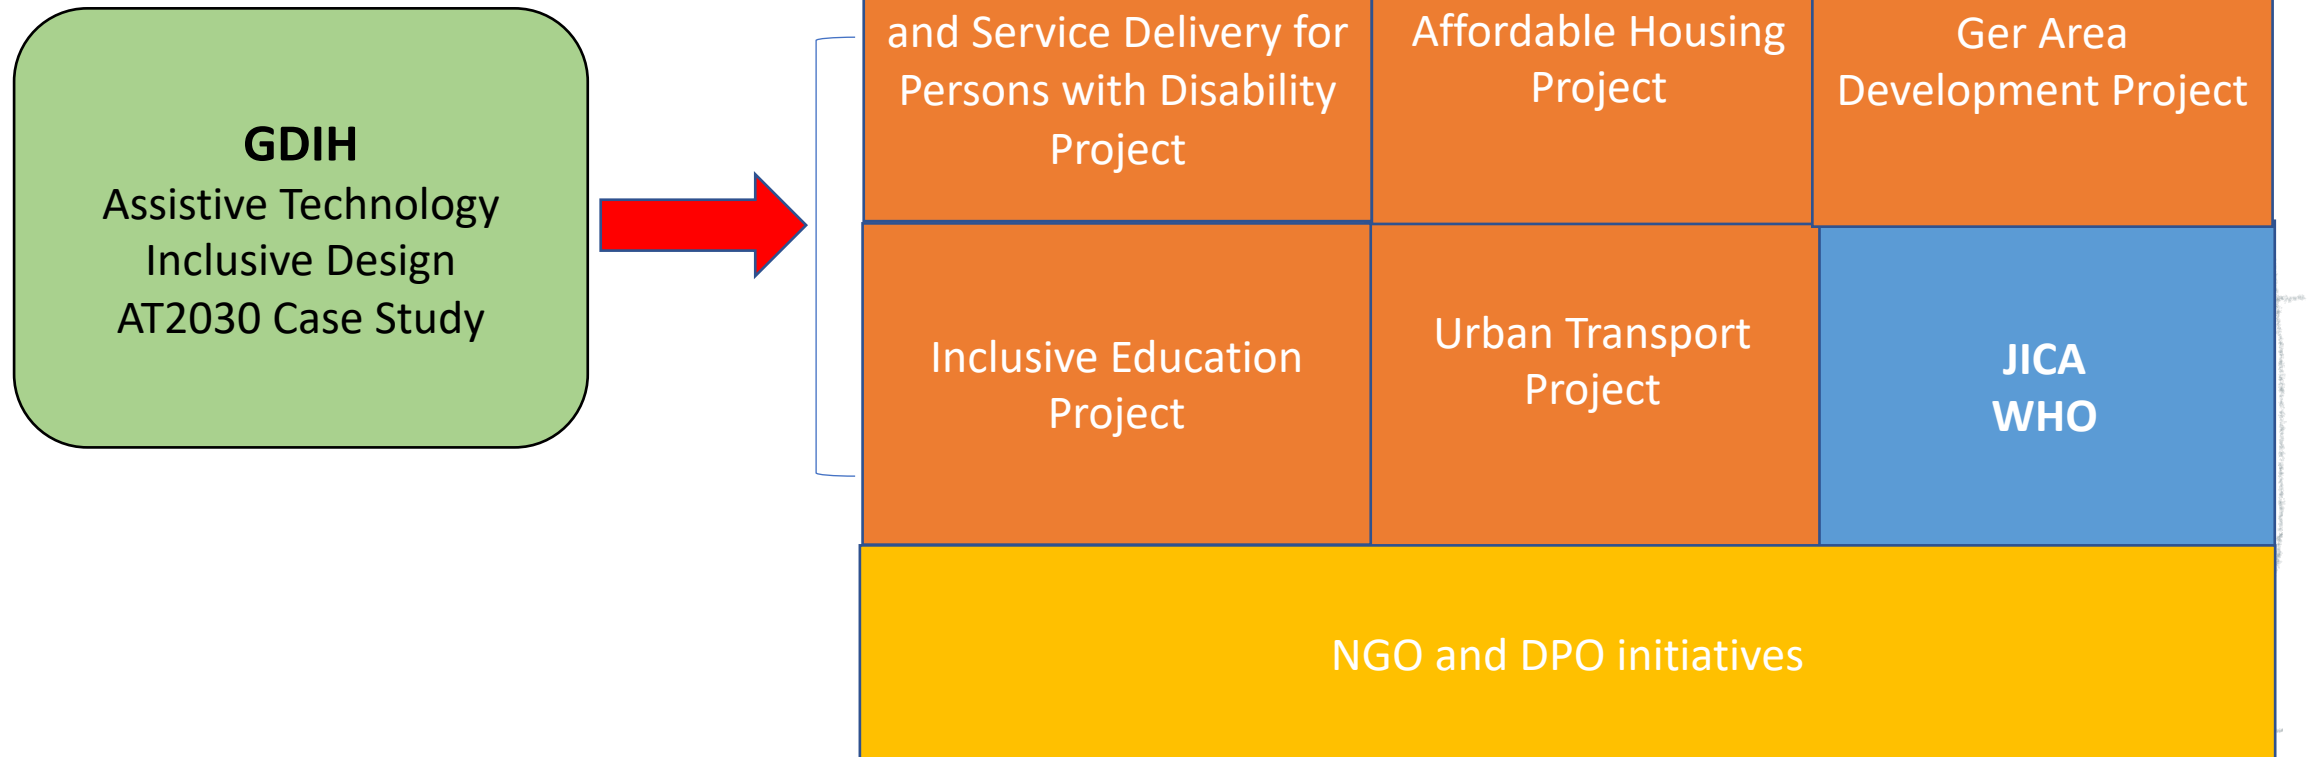 GDIH
Assistive Technology
Inclusive Design
AT2030 Case Study
and Service Delivery for
Persons with Disability
Project
Affordable Housing
Project
Ger Area
Development Project
Inclusive Education
Project
Urban Transport
Project
JICA
WHO
NGO and DPO initiatives